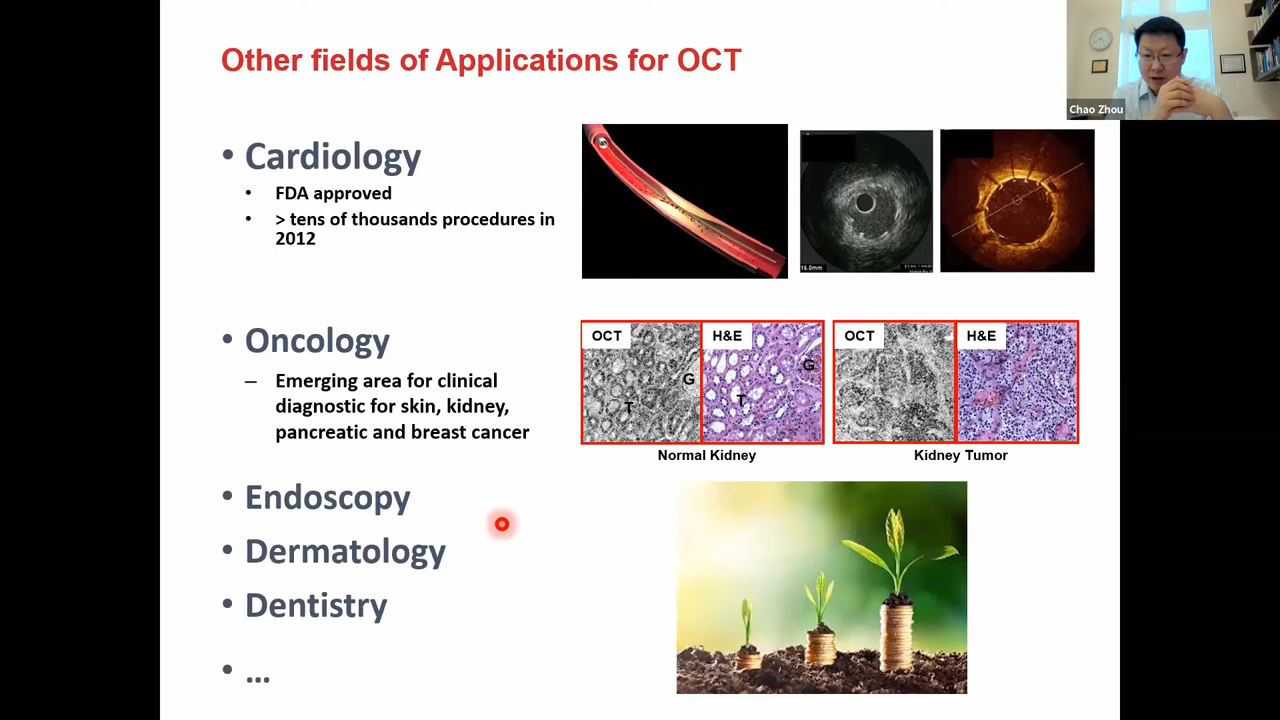 Other fields of Applications for OCT
Chao Zhou
• Cardiology
• FDA approved
• > tens of thousands procedures in
2012
16.0mm
• Oncology
– Emerging area for clinical
diagnostic for skin, kidney,
pancreatic and breast cancer
OCT
H&E
G
T
G
T
OCT
H&E
Normal Kidney
Kidney Tumor
• Endoscopy
• Dermatology
• Dentistry
• ...